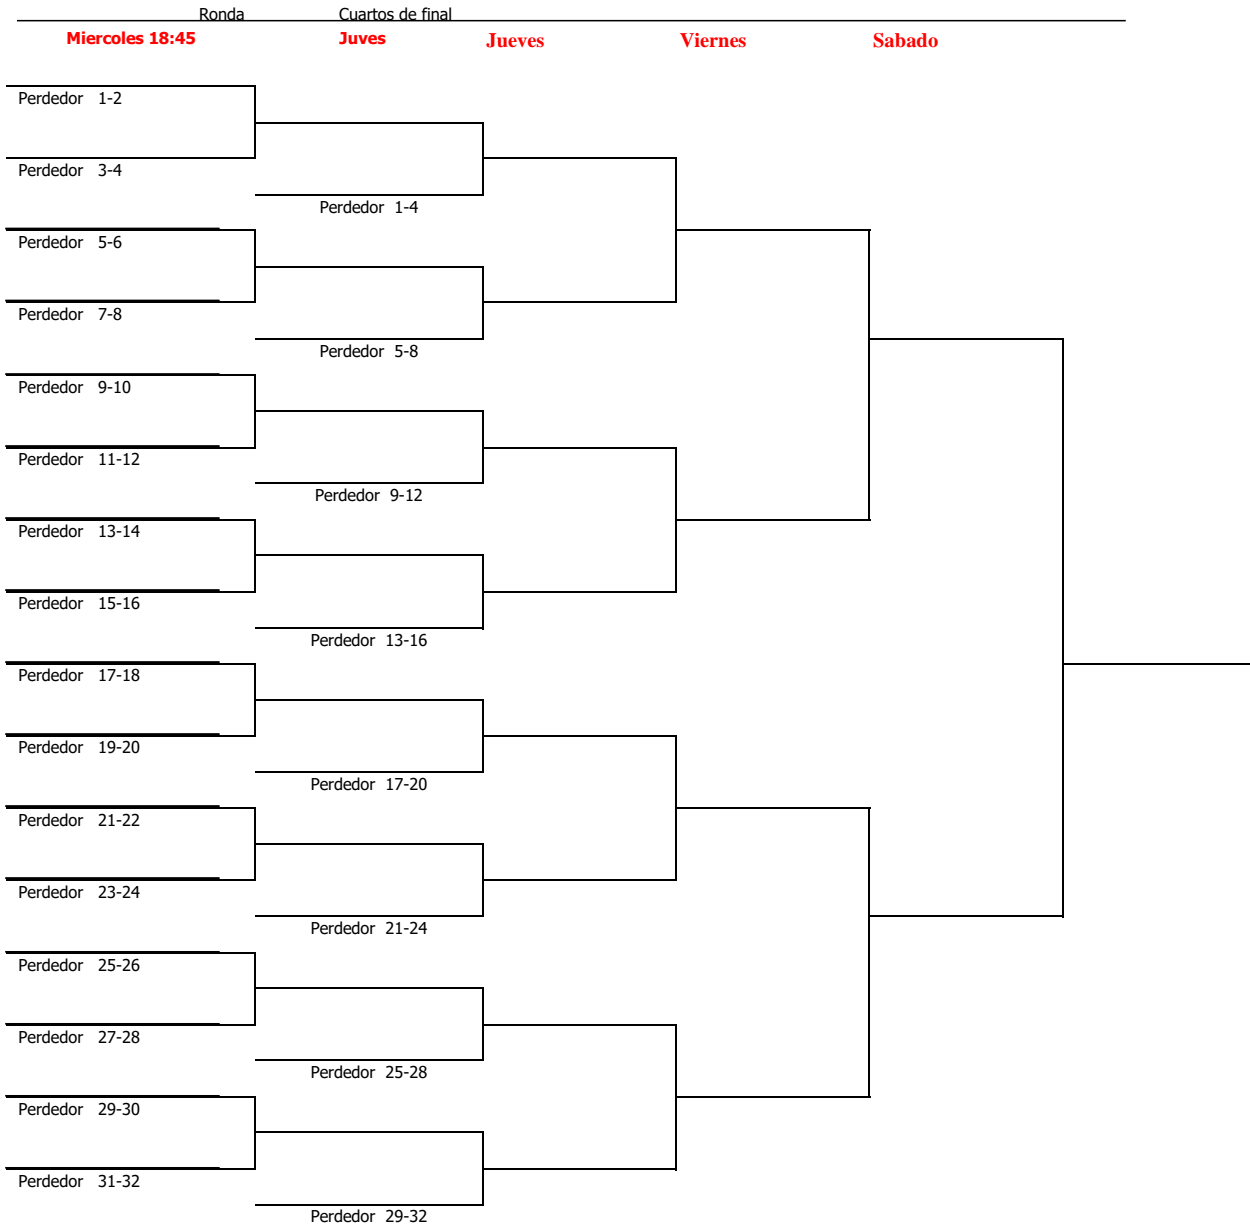 Ronda Cuartos de final
Miercoles 18:45 Juves Jueves Viernes Sabado
Perdedor 1-2
Perdedor 3-4
Perdedor 1-4
Perdedor 5-6
Perdedor 7-8
Perdedor 5-8
Perdedor 9-10
Perdedor 11-12
Perdedor 9-12
Perdedor 13-14
Perdedor 15-16
Perdedor 13-16
Perdedor 17-18
Perdedor 19-20
Perdedor 17-20
Perdedor 21-22
Perdedor 23-24
Perdedor 21-24
Perdedor 25-26
Perdedor 27-28
Perdedor 25-28
Perdedor 29-30
Perdedor 31-32
Perdedor 29-32